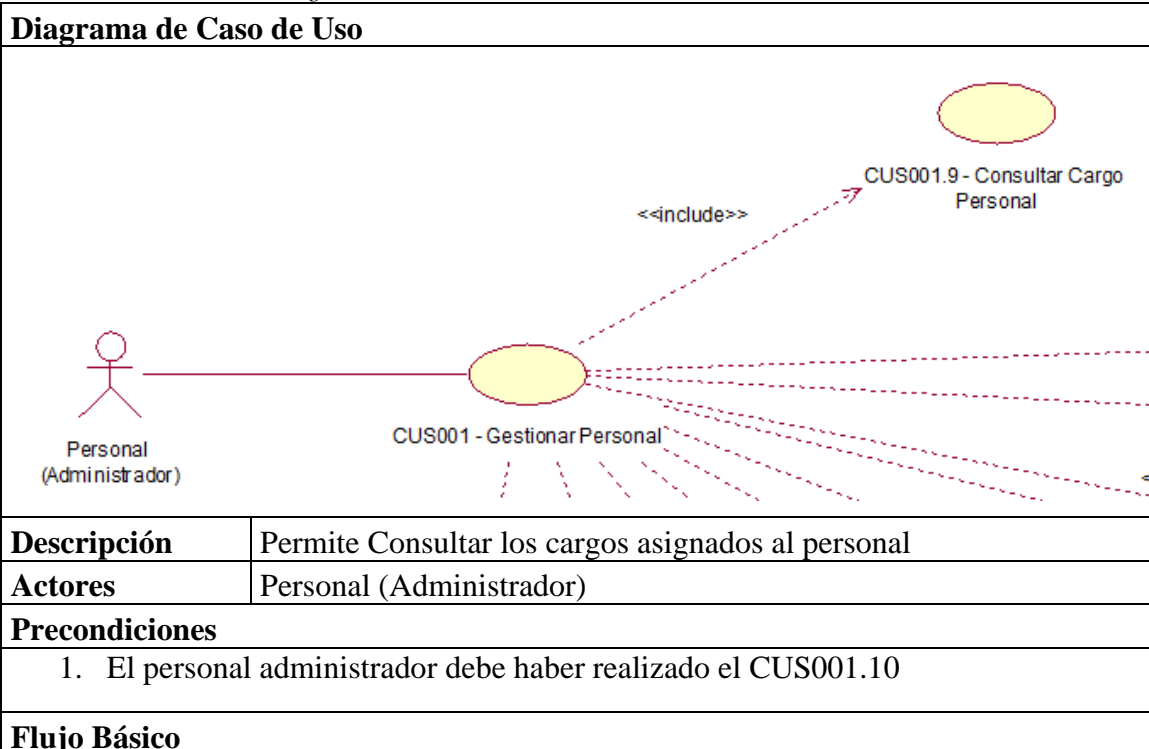 Diagrama de Caso de Uso
CUS001.9 - Consultar Cargo
Personal
<<include>>
CUS001 - Gestionar Personal
Personal
(Administrador)
Descripción Permite Consultar los cargos asignados al personal
Actores Personal (Administrador)
Precondiciones
1. El personal administrador debe haber realizado el CUS001.10
Flujo Básico